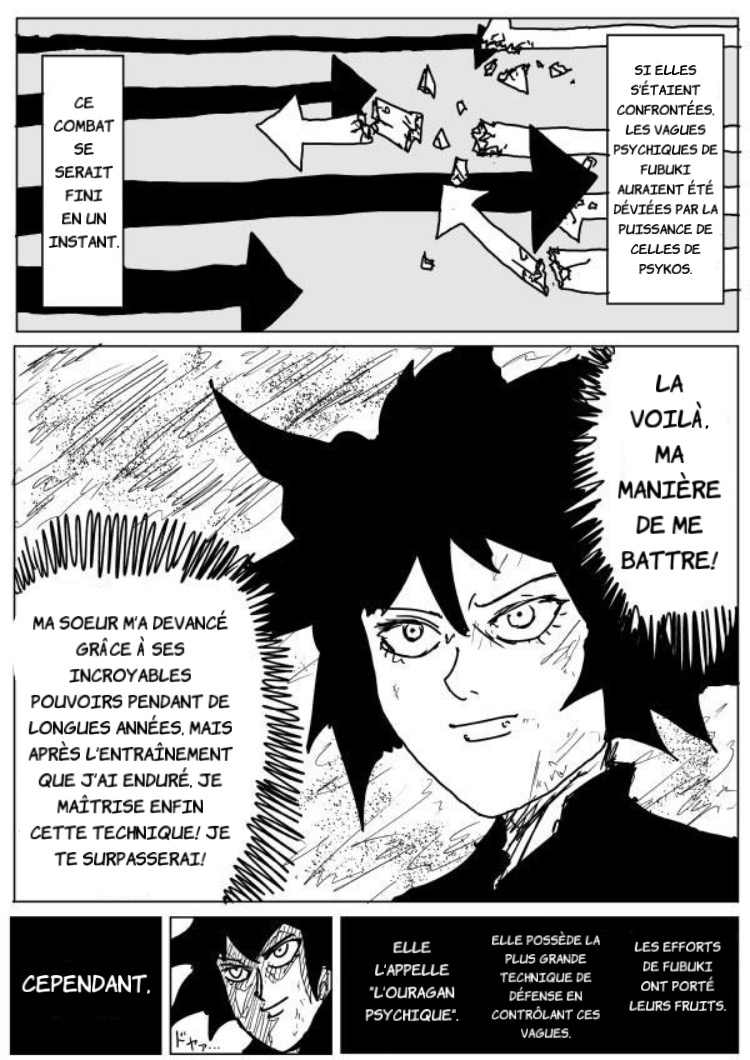 SI ELLES
S'ÉTAIENT
CONFRONTÉES,
LES VAGUES
PSYCHIQUES DE
FUBUKI
AURAIENT ÉTÉ
DÉVIÉES PAR LA
PUISSANCE DE
CELLES DE
PSYKOS.
CE
COMBAT
SE
SERAIT
FINI
EN UN
INSTANT.
LA
VOILÀ,
MA
MANIÈRE
DE ME
BATTRE!
MA SOEUR M'A DEVANCÉ
GRÂCE À SES
INCROYABLES
POUVOIRS PENDANT DE
LONGUES ANNÉES, MAIS
APRÈS L'ENTRAÎNEMENT
QUE J'AI ENDURÉ, JE
MAÎTRISE ENFIN
CETTE TECHNIQUE! JE
TE SURPASSERAI!
LES EFFORTS
DE FUBUKI
ONT PORTÉ
LEURS FRUITS.
ELLE POSSÈDE LA
PLUS GRANDE
TECHNIQUE DE
DÉFENSE EN
CONTRÔLANT CES
VAGUES.
ELLE
L'APPELLE
"L'OURAGAN
PSYCHIQUE".
ドヤァ...
CEPENDANT,